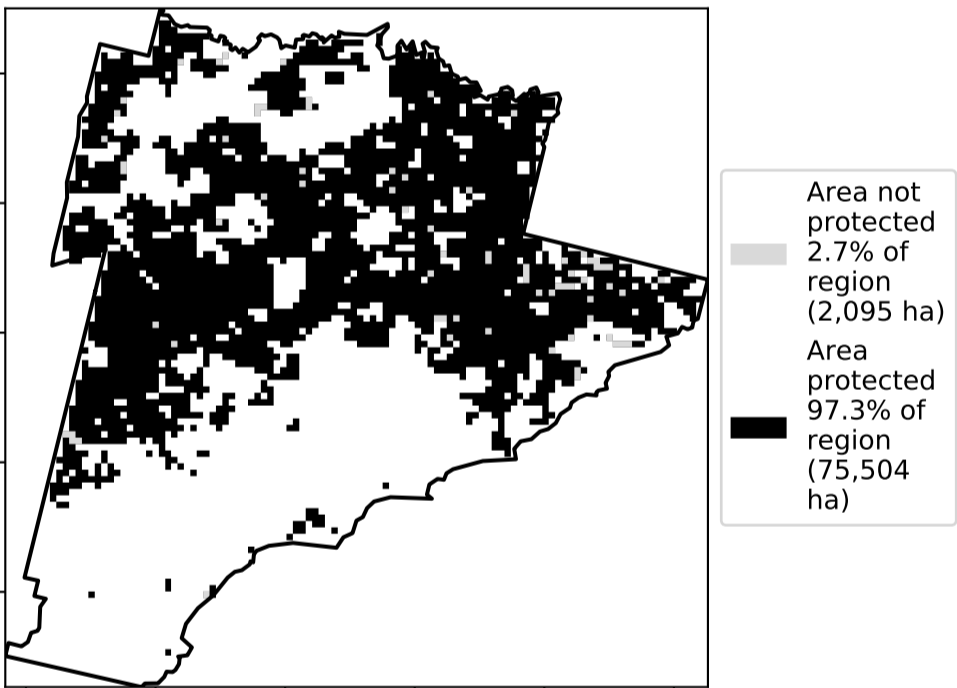 Area not
protected
2.7% of
region
(2,095 ha)
Area
protected
97.3% of
region
(75,504
ha)